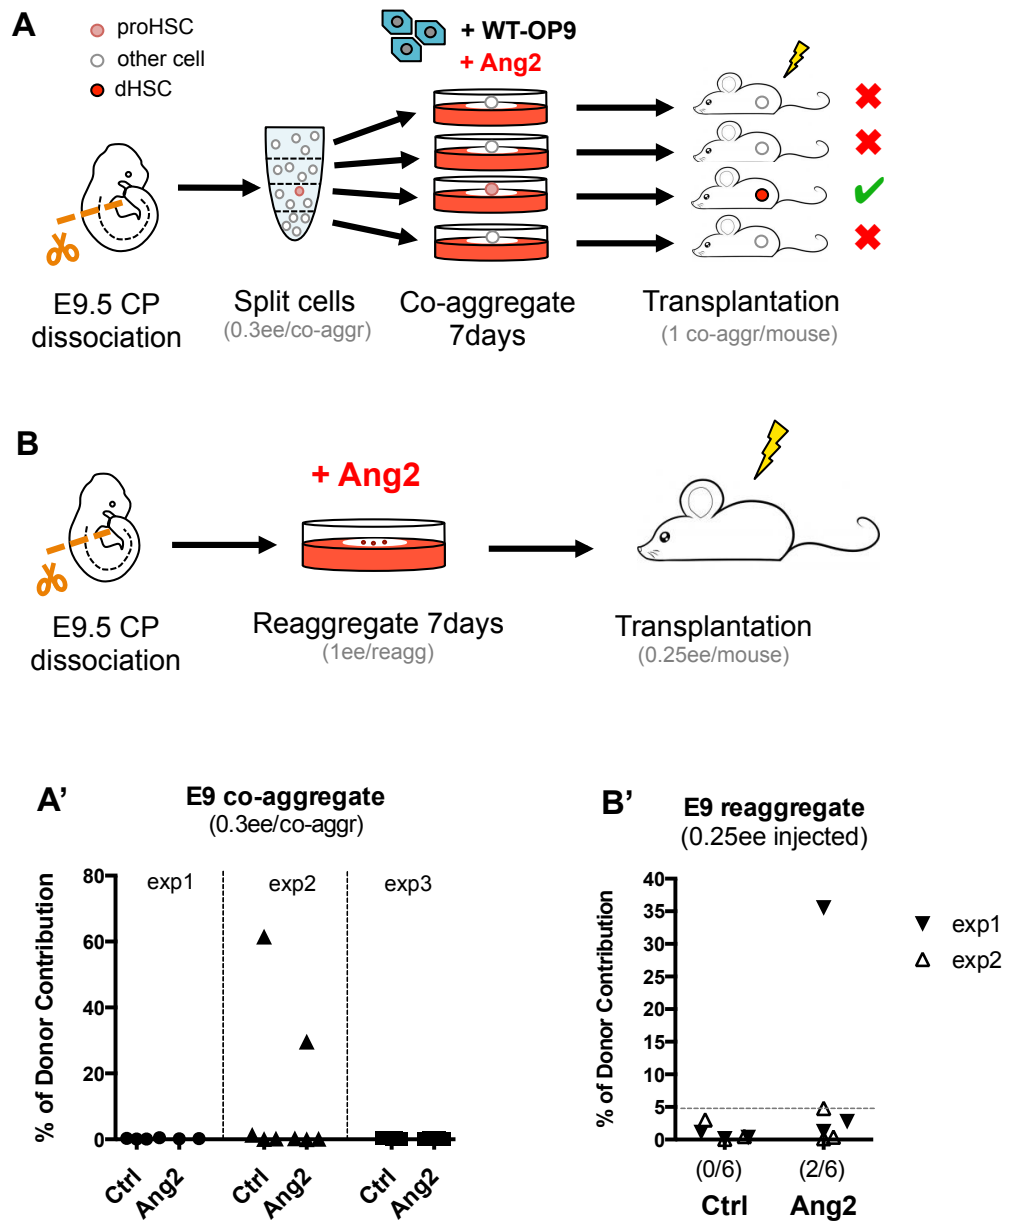 A
proHSC
other cell
dHSC
+ WT-OP9
+ Ang2
E9.5 CP
dissociation
Split cells
(0.3ee/co-aggr)
Co-aggregate
7days
Transplantation
(1 co-aggr/mouse)
B
+ Ang2
E9.5 CP
dissociation
Reaggregate 7days
(1ee/reagg)
Transplantation
(0.25ee/mouse)
A'
E9 co-aggregate
(0.3ee/co-aggr)
% of Donor Contribution
80
60
40
20
0
exp1
exp2
exp3
Ctrl
Ang2
Ctrl
Ang2
Ctrl
Ang2
B'
E9 reaggregate
(0.25ee injected)
% of Donor Contribution
40
35
30
25
20
15
10
5
0
exp1
exp2
(0/6)
(2/6)
Ctrl
Ang2